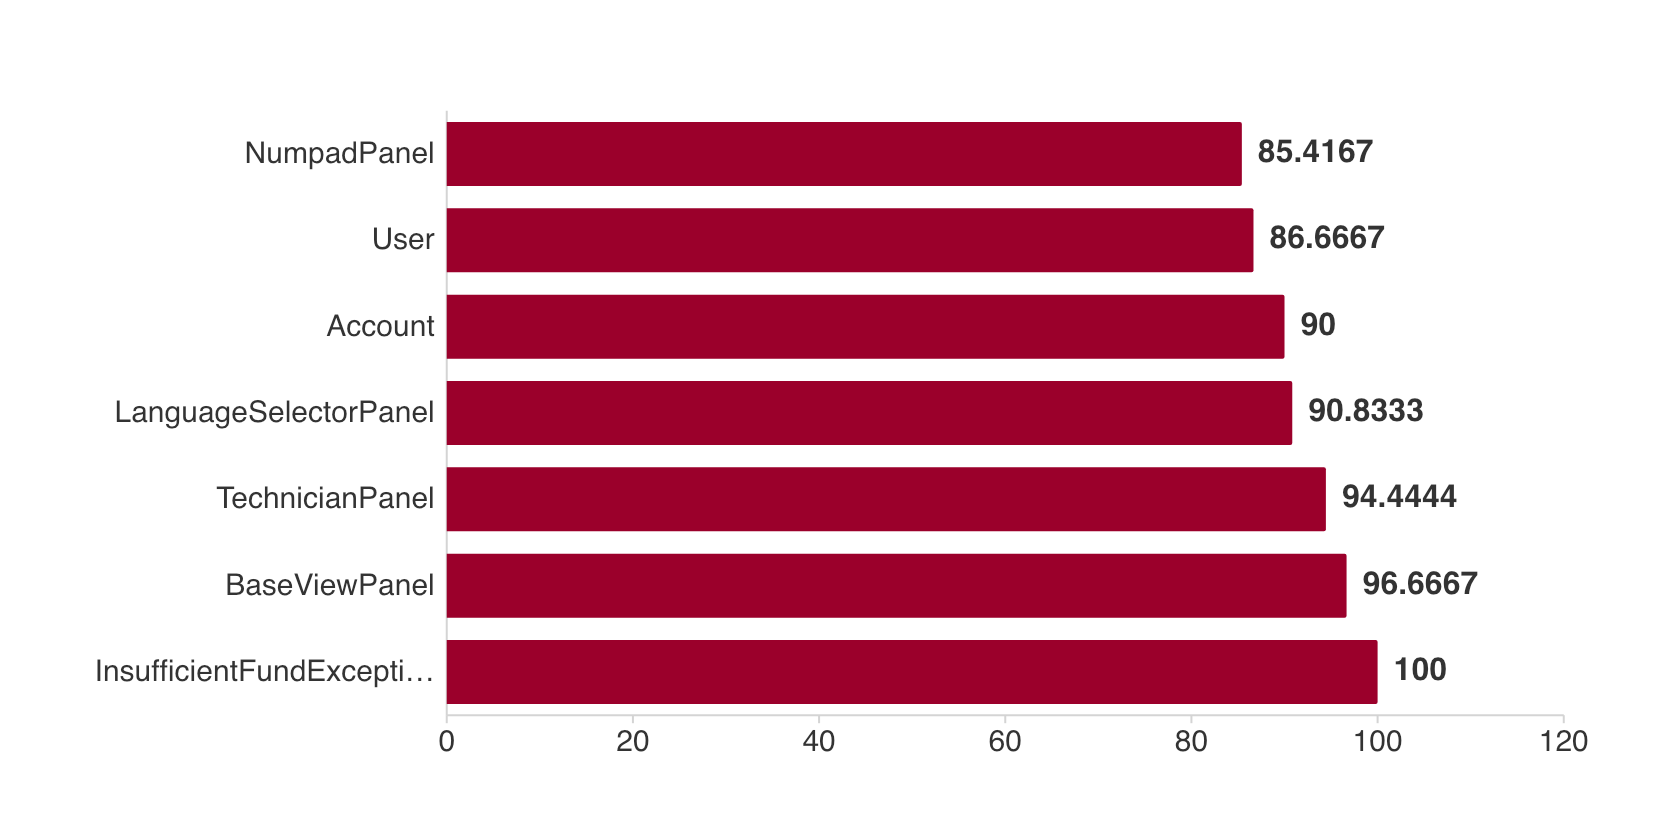 NumpadPanel 85.4167
User 86.6667
Account 90
LanguageSelectorPanel 90.8333
TechnicianPanel 94.4444
BaseViewPanel 96.6667
InsufficientFundExcepti… 100
0 20 40 60 80 100 120